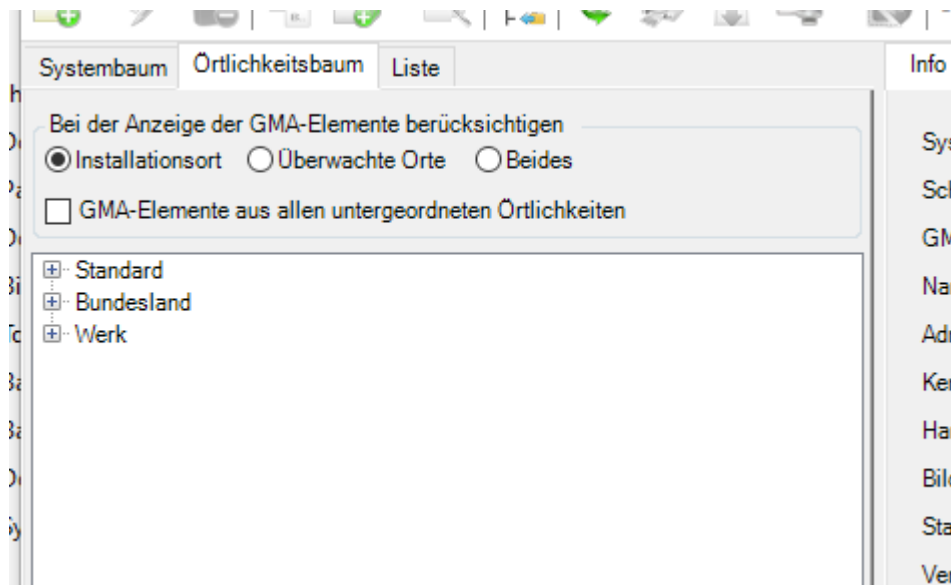 Systembaum Örtlichkeitsbaum Liste
Info
Bei der Anzeige der GMA-Elemente berücksichtigen
Installationsort Überwachte Orte Beides
GMA-Elemente aus allen untergeordneten Örtlichkeiten
Standard
Bundesland
Werk